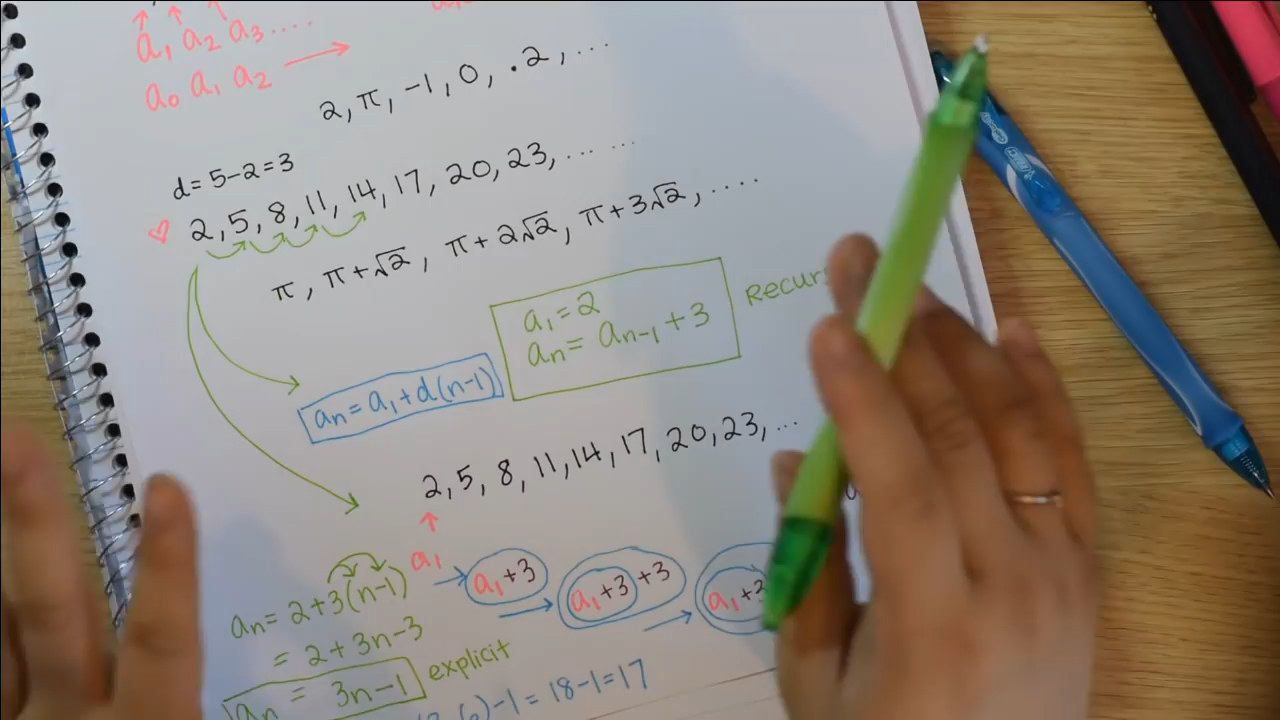 a₁ a₂ a₃ ....
a₀ a₁ a₂ →
2, π, -1, 0, .2, ...
d = 5-2=3
♡ 2, 5, 8, 11, 14, 17, 20, 23, ... ...
π, π+√2, π+2√2, π+3√2, ....
a₁ = 2
aₙ = aₙ₋₁ + 3
aₙ = a₁ + d(n-1)
2, 5, 8, 11, 14, 17, 20, 23, ...
a₁
a₁+3
a₁+3 +3
aₙ = 2+3(n-1)
= 2+3n-3
aₙ = 3n-1 explicit
)-1 = 18-1=17